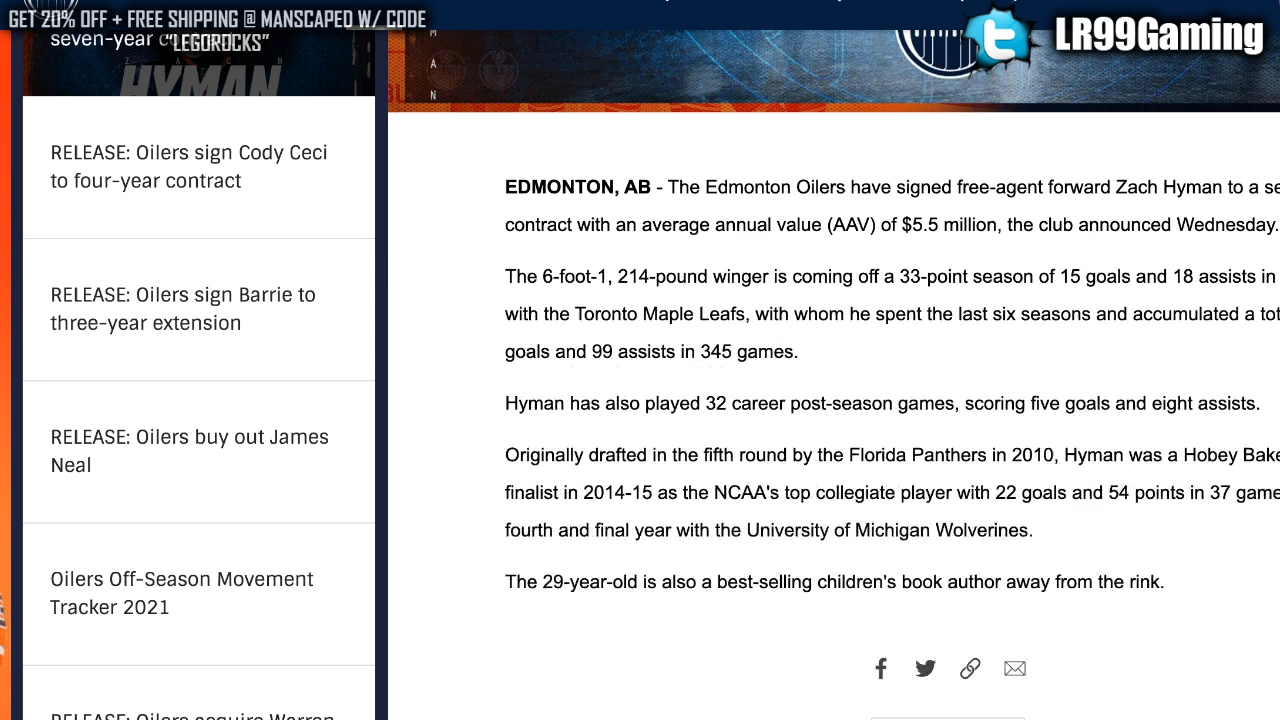 GET 20% OFF + FREE SHIPPING @ MANSCAPED W/ CODE
"LEGOROCKS"
LR99Gaming
seven-year
Z A C H
HYMAN
M
A
N
RELEASE: Oilers sign Cody Ceci
to four-year contract
RELEASE: Oilers sign Barrie to
three-year extension
RELEASE: Oilers buy out James
Neal
Oilers Off-Season Movement
Tracker 2021
RELEASE: Oilers acquire Warren
EDMONTON, AB - The Edmonton Oilers have signed free-agent forward Zach Hyman to a se
contract with an average annual value (AAV) of $5.5 million, the club announced Wednesday.
The 6-foot-1, 214-pound winger is coming off a 33-point season of 15 goals and 18 assists in
with the Toronto Maple Leafs, with whom he spent the last six seasons and accumulated a tot
goals and 99 assists in 345 games.
Hyman has also played 32 career post-season games, scoring five goals and eight assists.
Originally drafted in the fifth round by the Florida Panthers in 2010, Hyman was a Hobey Bake
finalist in 2014-15 as the NCAA's top collegiate player with 22 goals and 54 points in 37 game
fourth and final year with the University of Michigan Wolverines.
The 29-year-old is also a best-selling children's book author away from the rink.